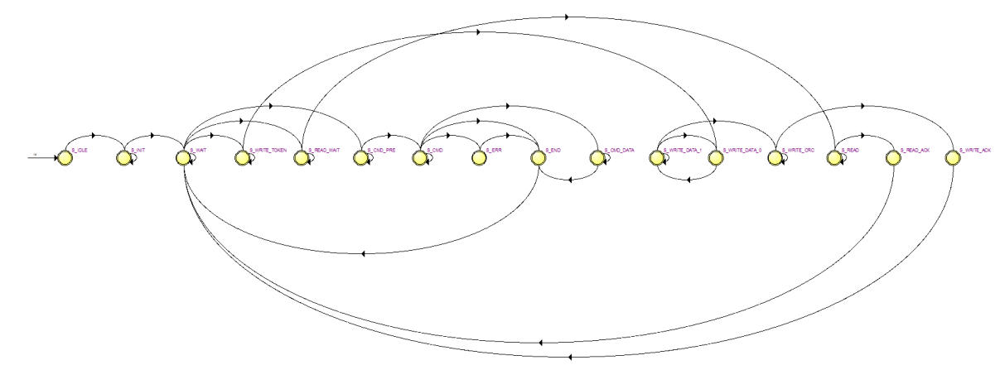 S_IDLE
S_INIT
S_WAIT
S_WRITE_TOKEN
S_READ_WAIT
S_CMD_PRE
S_CMD
S_ERR
S_END
S_CMD_DATA
S_WRITE_DATA_1
S_WRITE_DATA_0
S_WRITE_CRC
S_READ
S_READ_ACK
S_WRITE_ACK